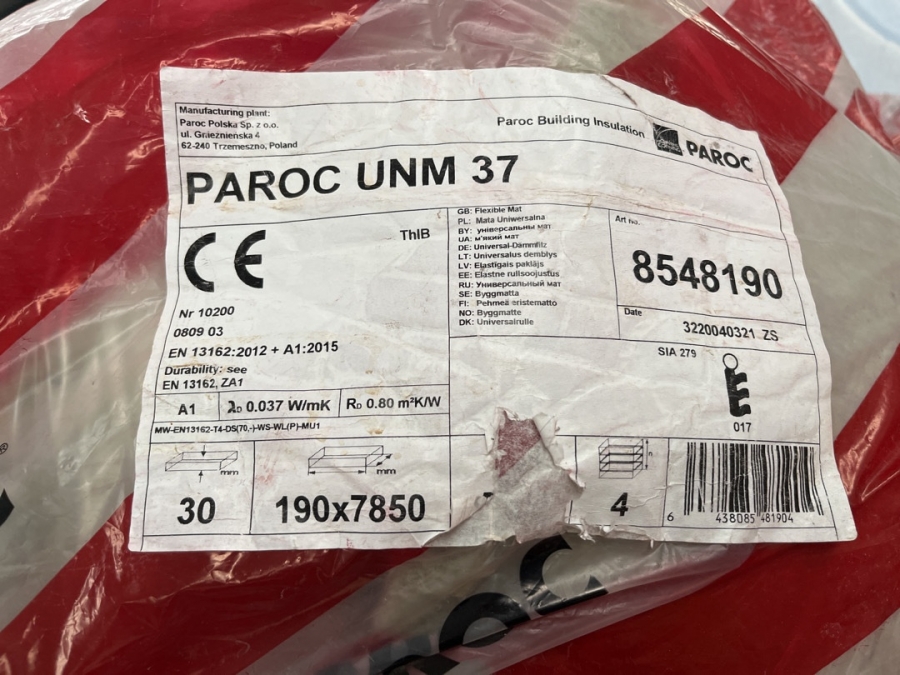 Manufacturing plant:
Paroc Polska Sp. z o.o.
ul. Gnieźnieńska 4
62-240 Trzemeszno, Poland
Paroc Building Insulation
PAROC
PAROC UNM 37
ThIB
Nr 10200
0809 03
EN 13162:2012 + A1:2015
Durability: see
EN 13162, ZA1
A1
λD 0.037 W/mK
RD 0.80 m²K/W
MW-EN13162-T4-DS(70,-)-WS-WL(P)-MU1
GB: Flexible Mat
PL: Mata Uniwersalna
BY: универсальны мат
UA: м'який мат
DE: Universal-Dämmfilz
LT: Universalus demblys
LV: Elastīgais paklājs
EE: Elastne rullsoojustus
RU: Универсальный мат
SE: Byggmatta
FI: Pehmeä eristematto
NO: Byggmatte
DK: Universalrulle
Art no.
8548190
Date
3220040321 ZS
SIA 279
017
mm
30
mm
190x7850
n
4
6 438085 481904
PAROC